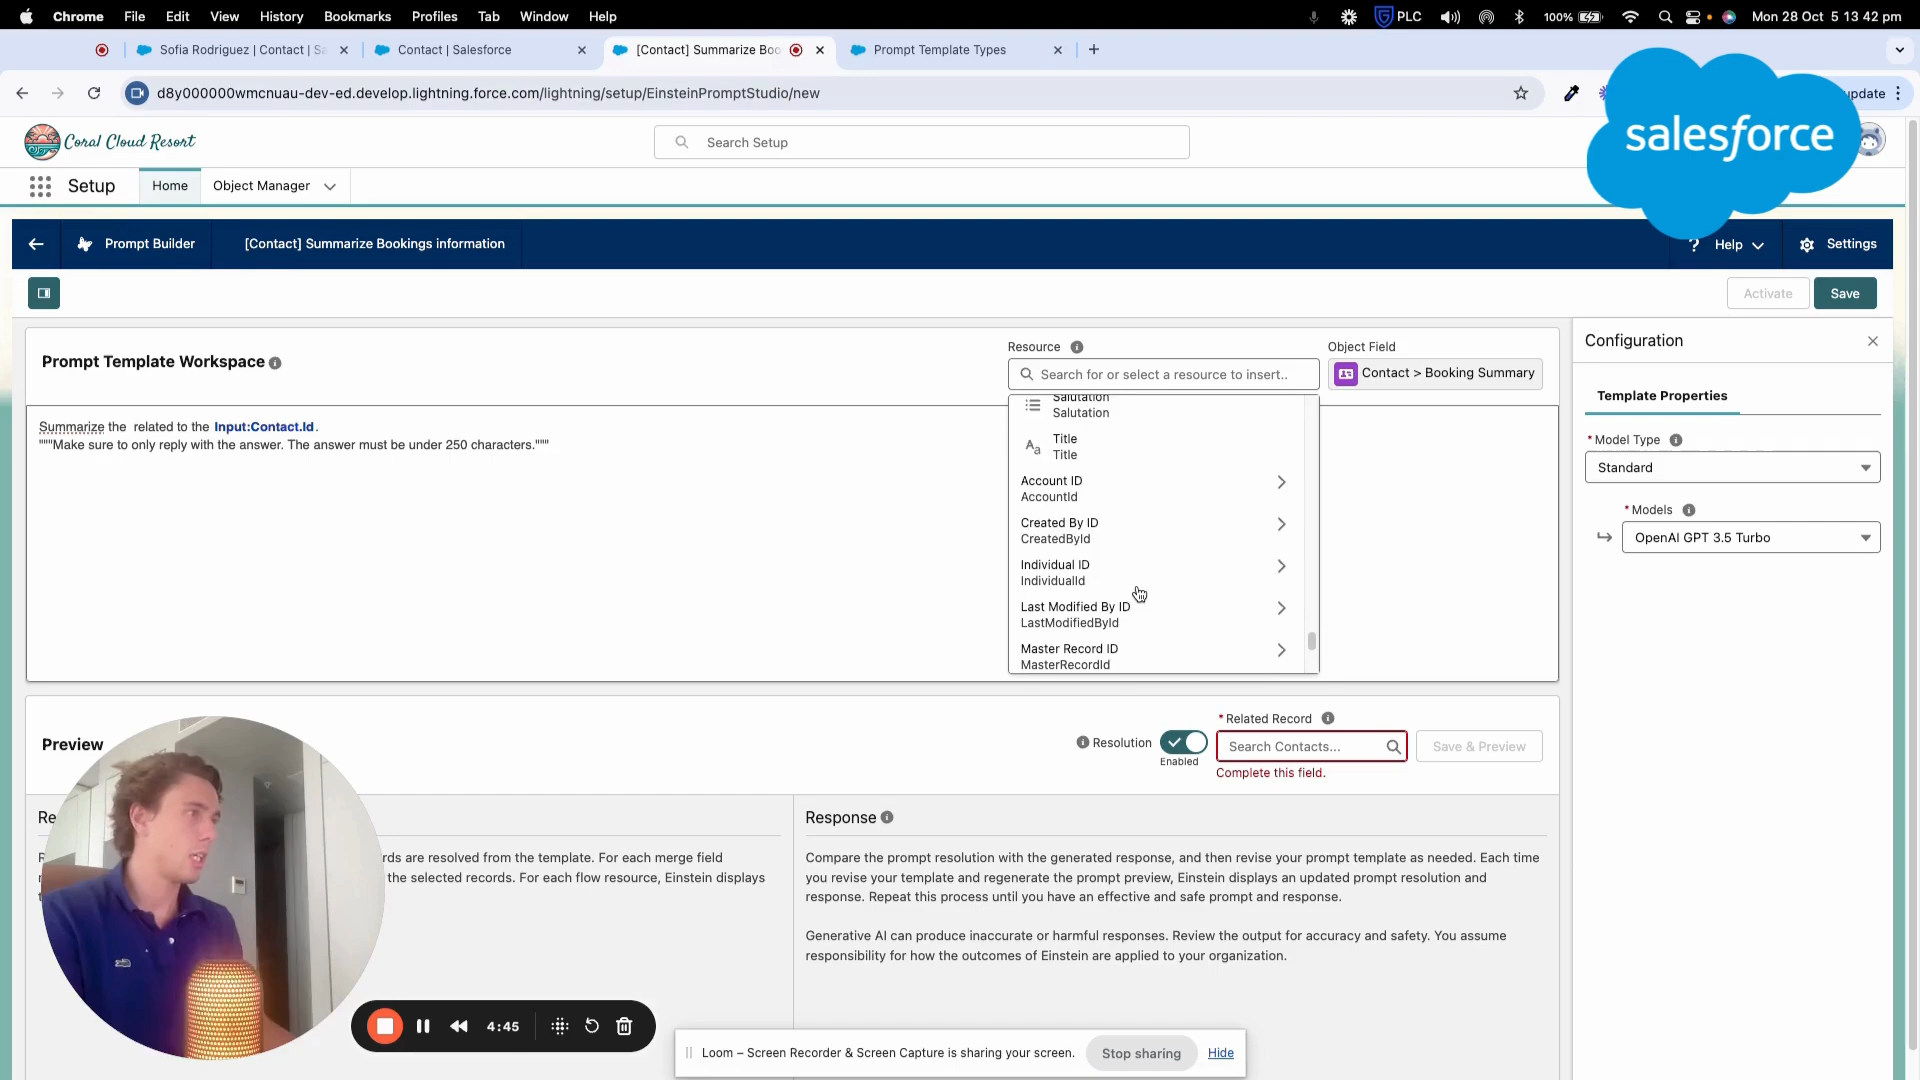 Chrome File Edit View History Bookmarks Profiles Tab Window Help
PLC 100% Mon 28 Oct 5 13:42 pm
Sofia Rodriguez | Contact | Sa
Contact | Salesforce
[Contact] Summarize Boo
Prompt Template Types
d8y000000wmcnuau-dev-ed.develop.lightning.force.com/lightning/setup/EinsteinPromptStudio/new
update
Coral Cloud Resort
Search Setup
salesforce
Setup
Home
Object Manager
Prompt Builder
[Contact] Summarize Bookings information
? Help
Settings
Activate
Save
Prompt Template Workspace
Resource
Search for or select a resource to insert..
Object Field
Contact > Booking Summary
Summarize the related to the Input:Contact.Id.
"""Make sure to only reply with the answer. The answer must be under 250 characters."""
Salutation
Salutation
Aa
Title
Title
Account ID
AccountId
Created By ID
CreatedById
Individual ID
IndividualId
Last Modified By ID
LastModifiedById
Master Record ID
MasterRecordId
Configuration
Template Properties
* Model Type
Standard
* Models
OpenAI GPT 3.5 Turbo
Preview
Resolution
Enabled
* Related Record
Search Contacts...
Complete this field.
Save & Preview
Re
rds are resolved from the template. For each merge field
the selected records. For each flow resource, Einstein displays
Response
Compare the prompt resolution with the generated response, and then revise your prompt template as needed. Each time
you revise your template and regenerate the prompt preview, Einstein displays an updated prompt resolution and
response. Repeat this process until you have an effective and safe prompt and response.
Generative AI can produce inaccurate or harmful responses. Review the output for accuracy and safety. You assume
responsibility for how the outcomes of Einstein are applied to your organization.
4:45
Loom – Screen Recorder & Screen Capture is sharing your screen.
Stop sharing
Hide